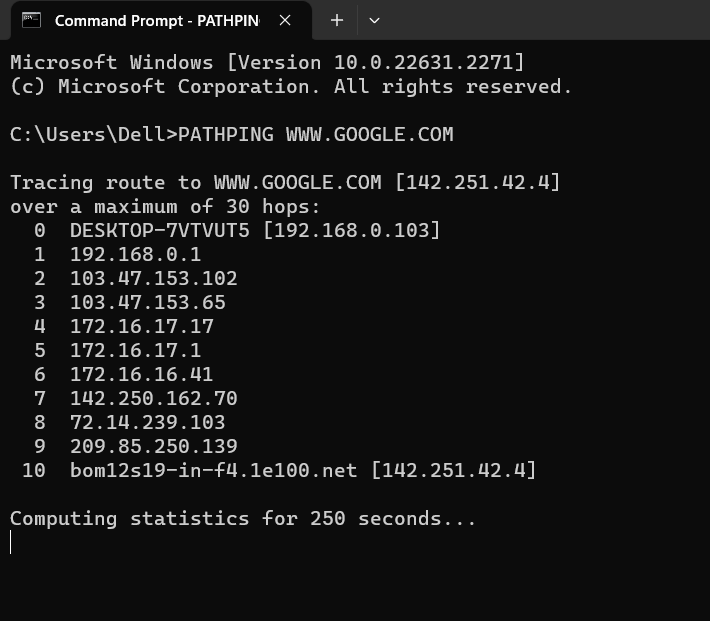 Command Prompt - PATHPIN
Microsoft Windows [Version 10.0.22631.2271]
(c) Microsoft Corporation. All rights reserved.
C:\Users\Dell>PATHPING WWW.GOOGLE.COM
Tracing route to WWW.GOOGLE.COM [142.251.42.4]
over a maximum of 30 hops:
0 DESKTOP-7VTVUT5 [192.168.0.103]
1 192.168.0.1
2 103.47.153.102
3 103.47.153.65
4 172.16.17.17
5 172.16.17.1
6 172.16.16.41
7 142.250.162.70
8 72.14.239.103
9 209.85.250.139
10 bom12s19-in-f4.1e100.net [142.251.42.4]
Computing statistics for 250 seconds...